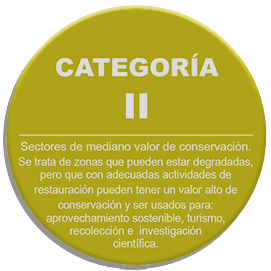 CATEGORÍA
II
Sectores de mediano valor de conservación.
Se trata de zonas que pueden estar degradadas,
pero que con adecuadas actividades de
restauración pueden tener un valor alto de
conservación y ser usados para:
aprovechamiento sostenible, turismo,
recolección e investigación
científica.